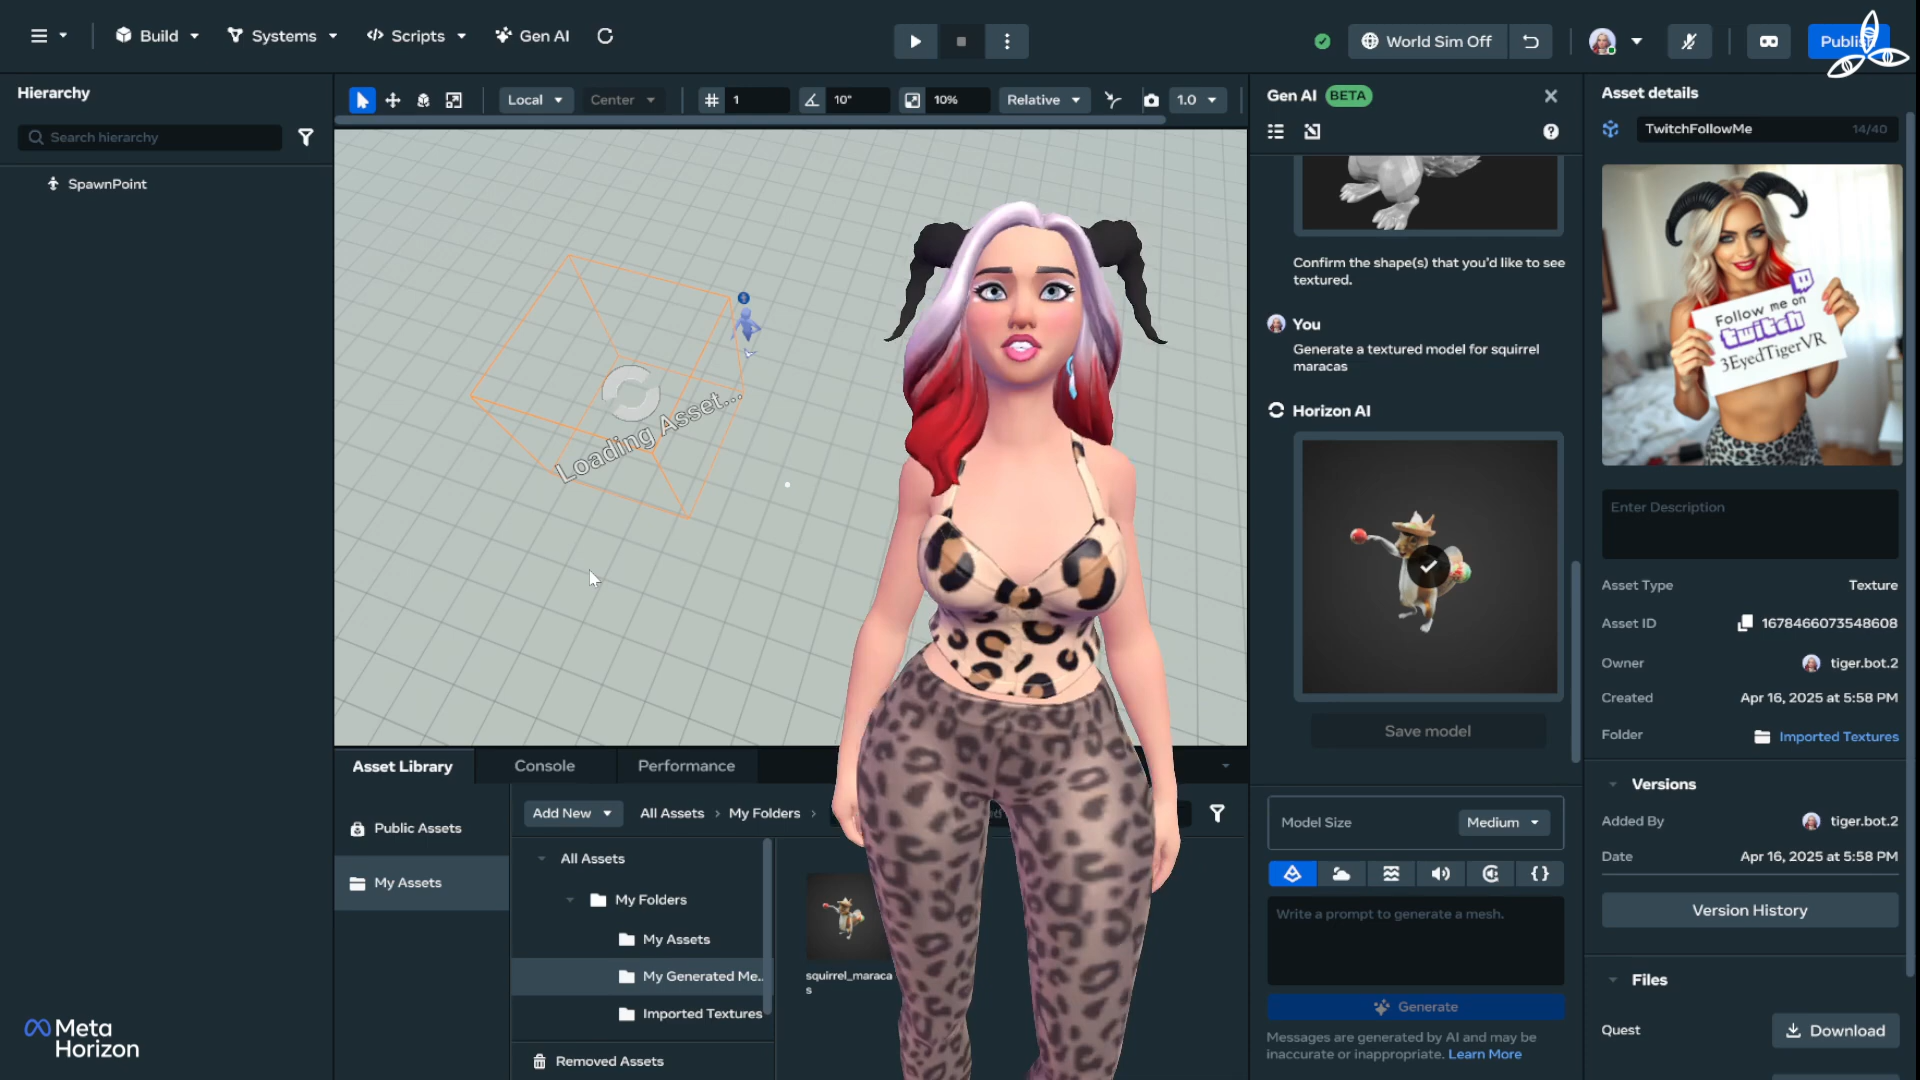 Build
Systems
Scripts
Gen AI
World Sim Off
Publish
Hierarchy
Search hierarchy
SpawnPoint
Local
Center
1
10°
10%
Relative
1.0
Loading Asset...
Gen AI BETA
Confirm the shape(s) that you'd like to see
textured.
You
Generate a textured model for squirrel
maracas
Horizon AI
Save model
Model Size
Medium
Write a prompt to generate a mesh.
Generate
Messages are generated by AI and may be
inaccurate or inappropriate. Learn More
Asset details
TwitchFollowMe
14/40
Follow me on
twitch
3EyedTigerVR
Enter Description
Asset Type
Texture
Asset ID
1678466073548608
Owner
tiger.bot.2
Created
Apr 16, 2025 at 5:58 PM
Folder
Imported Textures
Versions
Added By
tiger.bot.2
Date
Apr 16, 2025 at 5:58 PM
Version History
Files
Quest
Download
Asset Library
Console
Performance
Public Assets
My Assets
Add New
All Assets
My Folders
All Assets
My Folders
My Assets
My Generated Me...
Imported Textures
Removed Assets
squirrel_maraca
s
Meta
Horizon